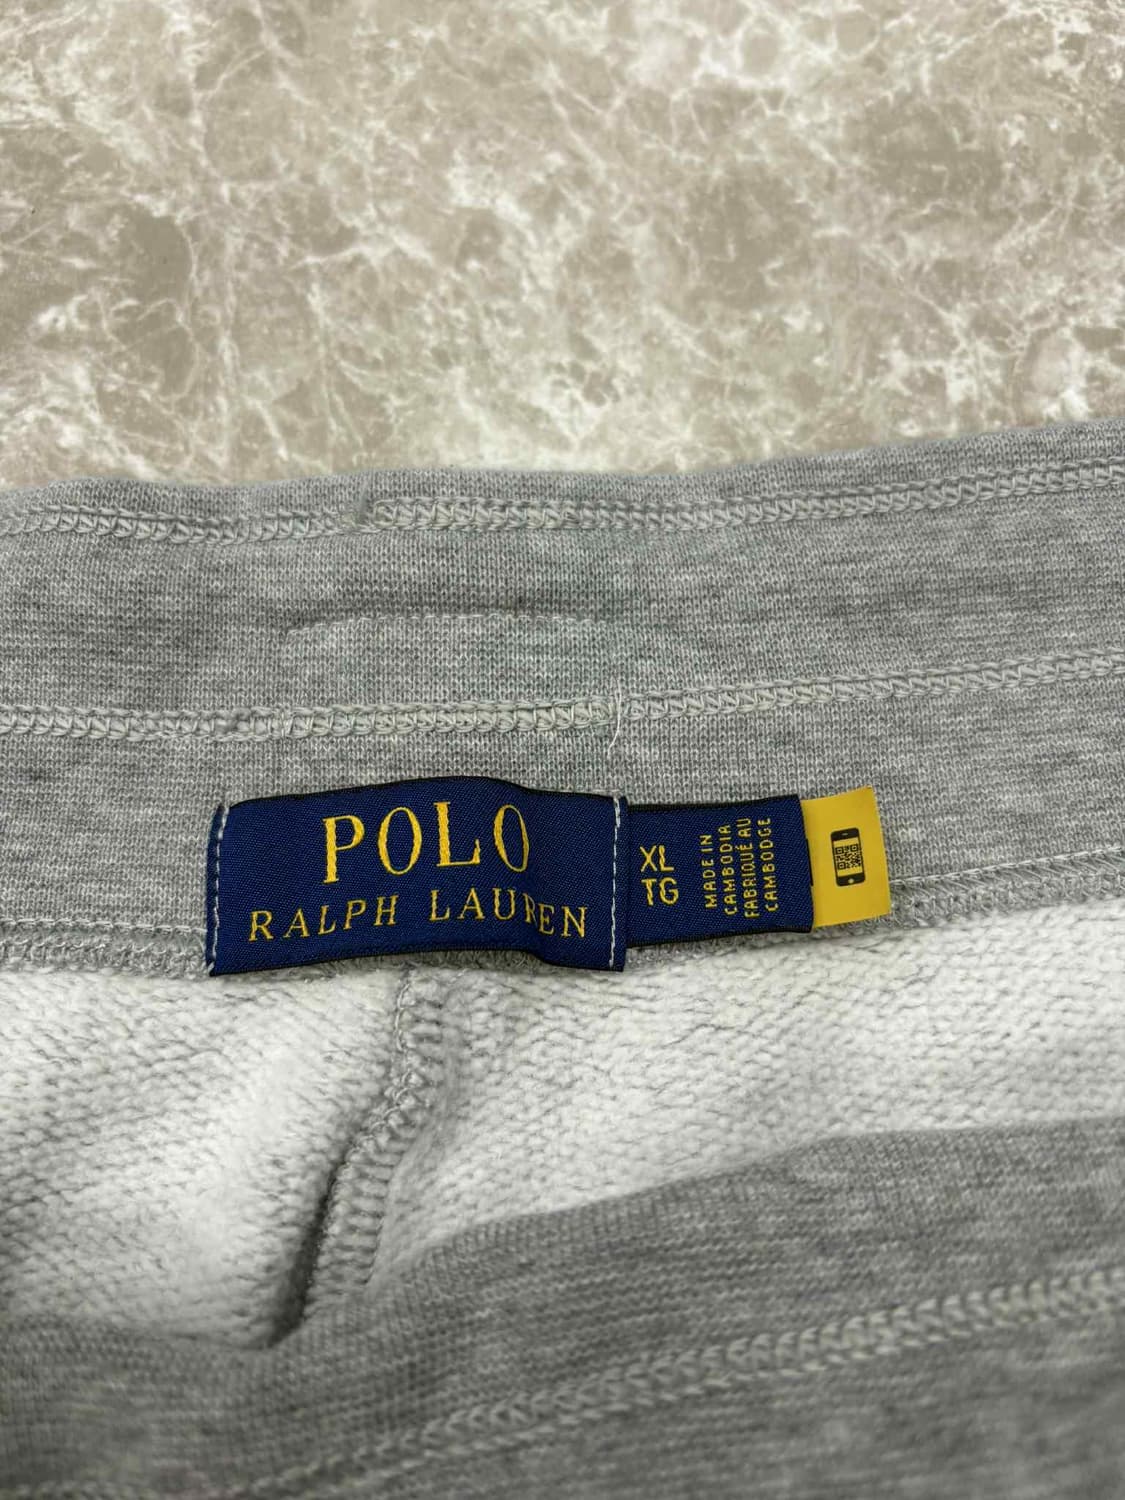 POLO
RALPH LAUREN
XL
TG
MADE IN
CAMBODIA
FABRIQUÉ AU
CAMBODGE